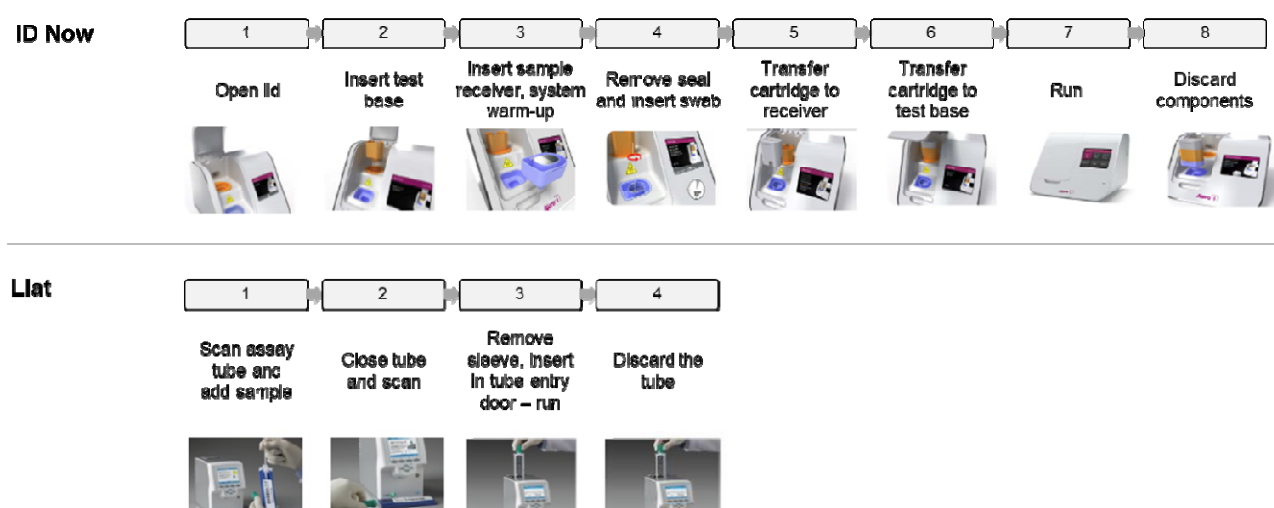 ID Now
1
2
3
4
5
6
7
8
Open lid
Insert test
base
Insert sample
receiver, system
warm-up
Remove seal
and insert swab
Transfer
cartridge to
receiver
Transfer
cartridge to
test base
Run
Discard
components
Liat
1
2
3
4
Scan assay
tube and
add sample
Close tube
and scan
Remove
sleeve, insert
in tube entry
door – run
Discard the
tube